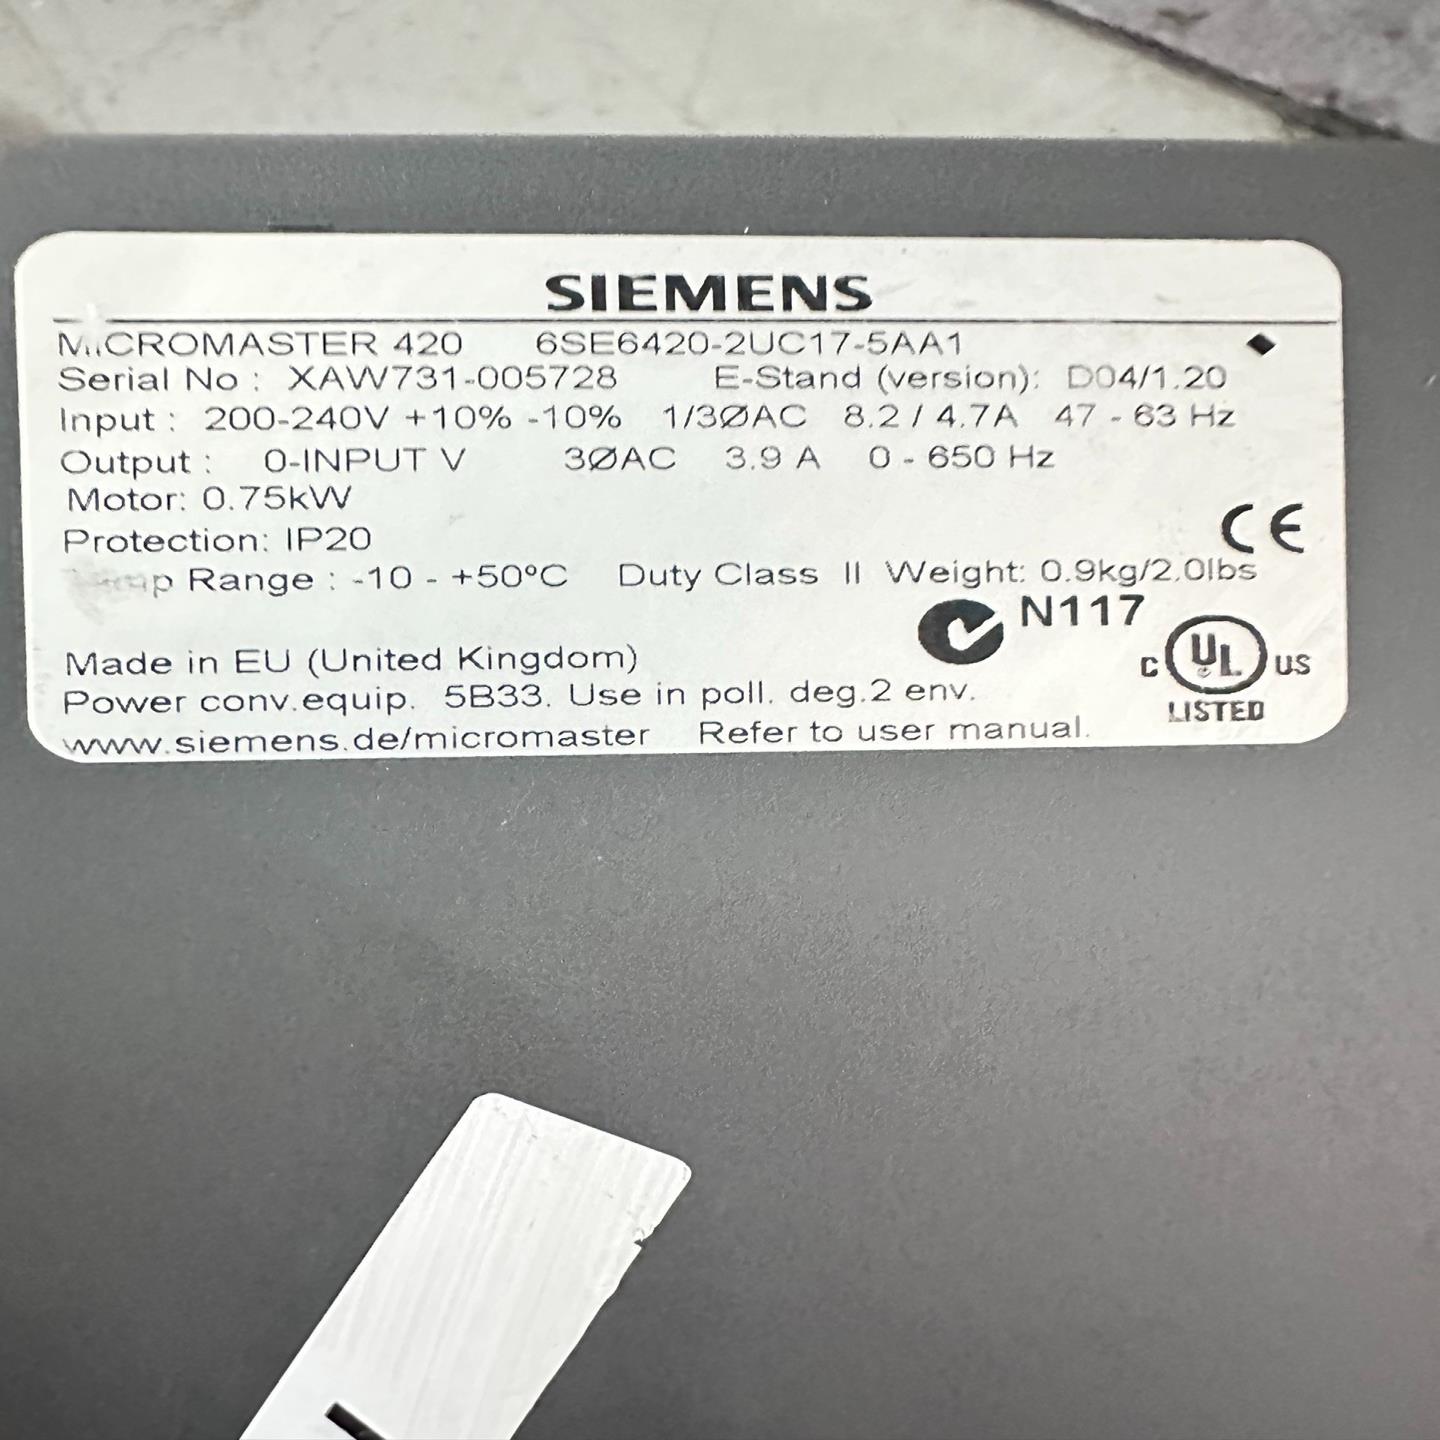 SIEMENS
MICROMASTER 420 6SE6420-2UC17-5AA1
Serial No : XAW731-005728 E-Stand (version): D04/1.20
Input : 200-240V +10% -10% 1/3ØAC 8.2 / 4.7A 47 - 63 Hz
Output : 0-INPUT V 3ØAC 3.9 A 0 - 650 Hz
Motor: 0.75kW
Protection: IP20
CE
Range : -10 - +50°C Duty Class II Weight: 0.9kg/2.0lbs
N117
Made in EU (United Kingdom)
C UL US
LISTED
Power conv.equip. 5B33. Use in poll. deg.2 env.
www.siemens.de/micromaster Refer to user manual.